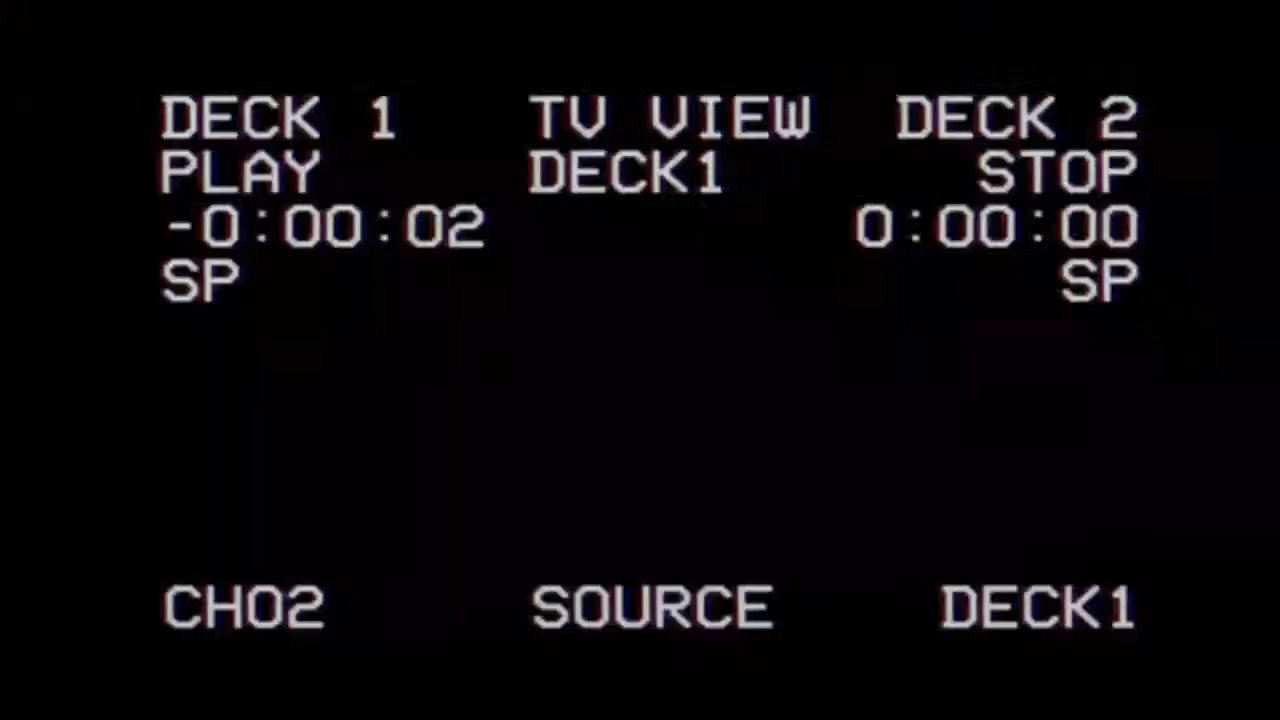 DECK 1 TV VIEW DECK 2
PLAY DECK1 STOP
-0:00:02 0:00:00
SP SP
CH02 SOURCE DECK1